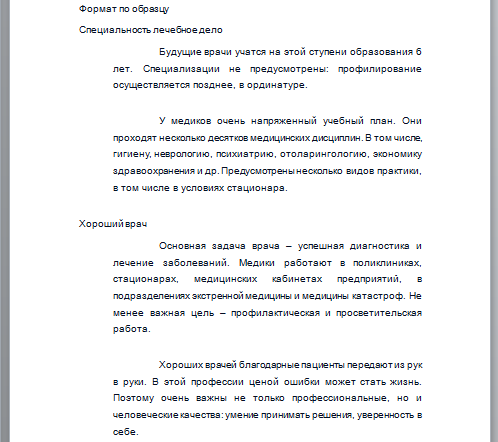 Формат по образцу
Специальность лечебное дело
Будущие врачи учатся на этой ступени образования 6
лет. Специализации не предусмотрены: профилирование
осуществляется позднее, в ординатуре.
У медиков очень напряженный учебный план. Они
проходят несколько десятков медицинских дисциплин. В том числе,
гигиену, неврологию, психиатрию, отоларингологию, экономику
здравоохранения и др. Предусмотрены несколько видов практики,
в том числе в условиях стационара.
Хороший врач
Основная задача врача – успешная диагностика и
лечение заболеваний. Медики работают в поликлиниках,
стационарах, медицинских кабинетах предприятий, в
подразделениях экстренной медицины и медицины катастроф. Не
менее важная цель – профилактическая и просветительская
работа.
Хороших врачей благодарные пациенты передают из рук
в руки. В этой профессии ценой ошибки может стать жизнь.
Поэтому очень важны не только профессиональные, но и
человеческие качества: умение принимать решения, уверенность в
себе.